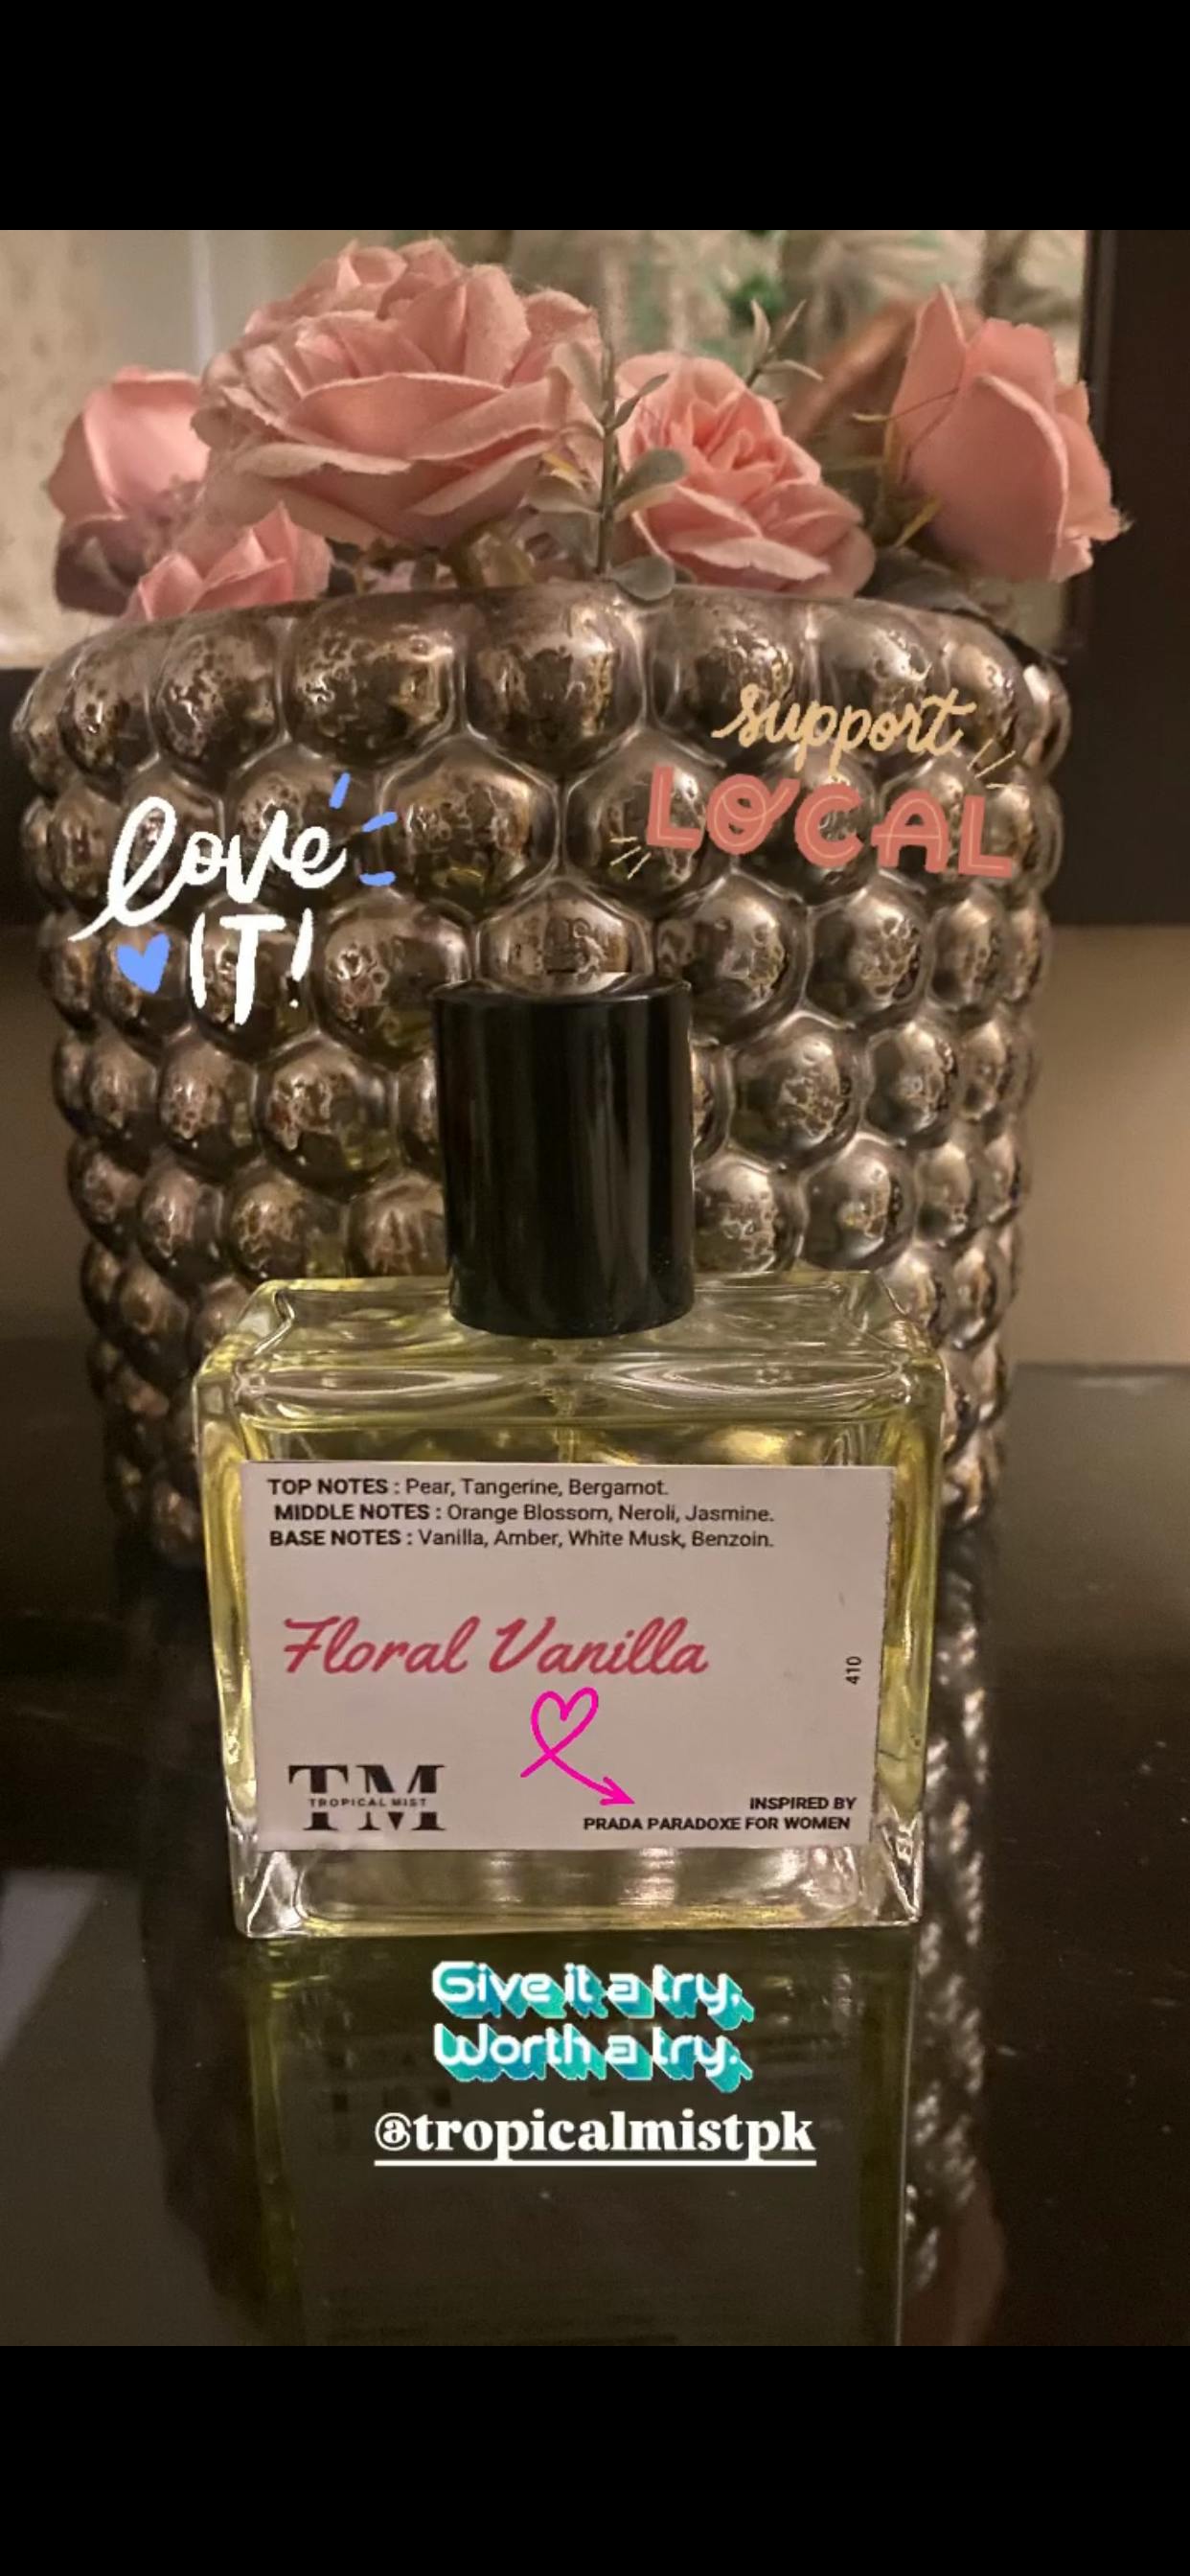 support
LOCAL
love
IT!
TOP NOTES : Pear, Tangerine, Bergamot.
MIDDLE NOTES : Orange Blossom, Neroli, Jasmine.
BASE NOTES : Vanilla, Amber, White Musk, Benzoin.
Floral Vanilla
410
TM
TROPICAL MIST
INSPIRED BY
PRADA PARADOXE FOR WOMEN
Give it a try.
Worth a try.
@tropicalmistpk